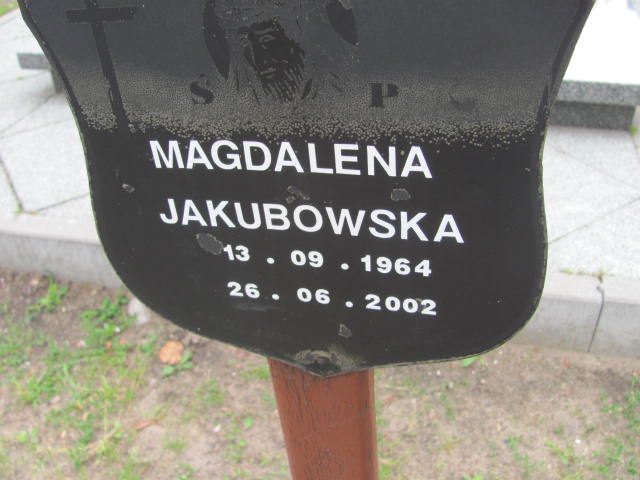 Ś P
MAGDALENA
JAKUBOWSKA
13 . 09 . 1964
26 . 06 . 2002